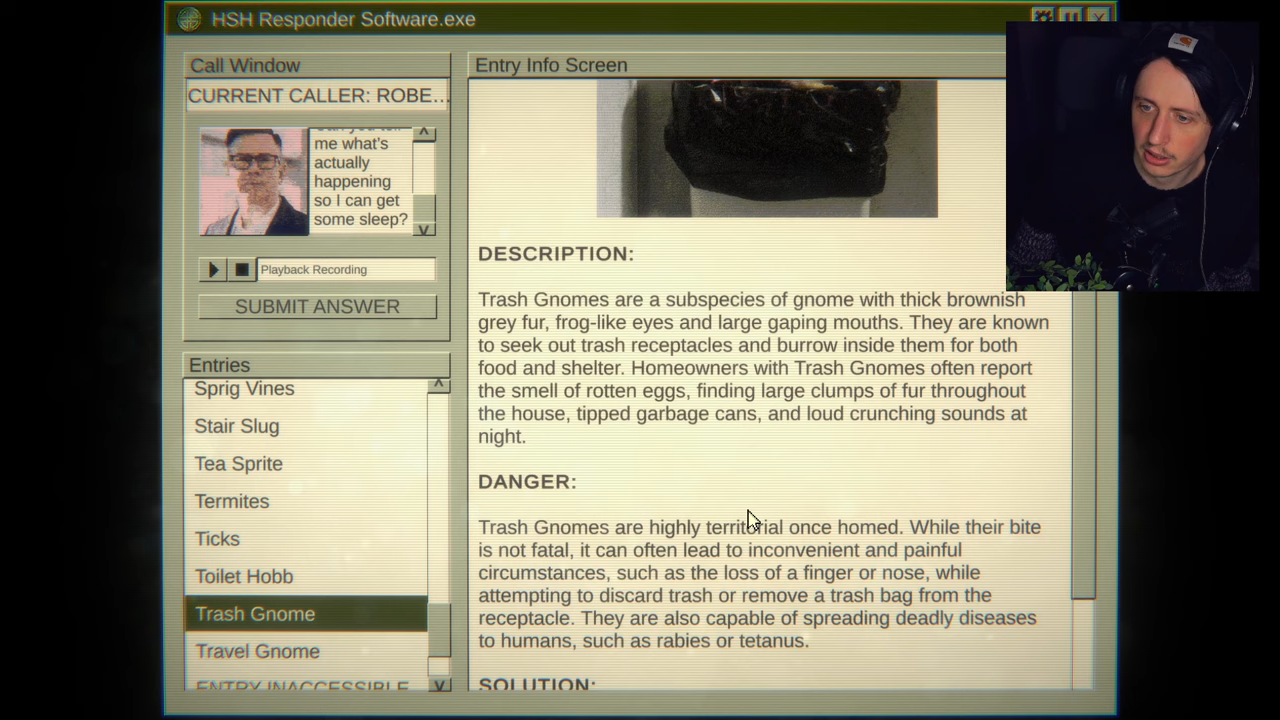 HSH Responder Software.exe
Call Window
CURRENT CALLER: ROBE...
me what's
actually
happening
so I can get
some sleep?
Playback Recording
SUBMIT ANSWER
Entries
Sprig Vines
Stair Slug
Tea Sprite
Termites
Ticks
Toilet Hobb
Trash Gnome
Travel Gnome
ENTRY INACCESSIBLE
Entry Info Screen
DESCRIPTION:
Trash Gnomes are a subspecies of gnome with thick brownish
grey fur, frog-like eyes and large gaping mouths. They are known
to seek out trash receptacles and burrow inside them for both
food and shelter. Homeowners with Trash Gnomes often report
the smell of rotten eggs, finding large clumps of fur throughout
the house, tipped garbage cans, and loud crunching sounds at
night.
DANGER:
Trash Gnomes are highly territorial once homed. While their bite
is not fatal, it can often lead to inconvenient and painful
circumstances, such as the loss of a finger or nose, while
attempting to discard trash or remove a trash bag from the
receptacle. They are also capable of spreading deadly diseases
to humans, such as rabies or tetanus.
SOLUTION: